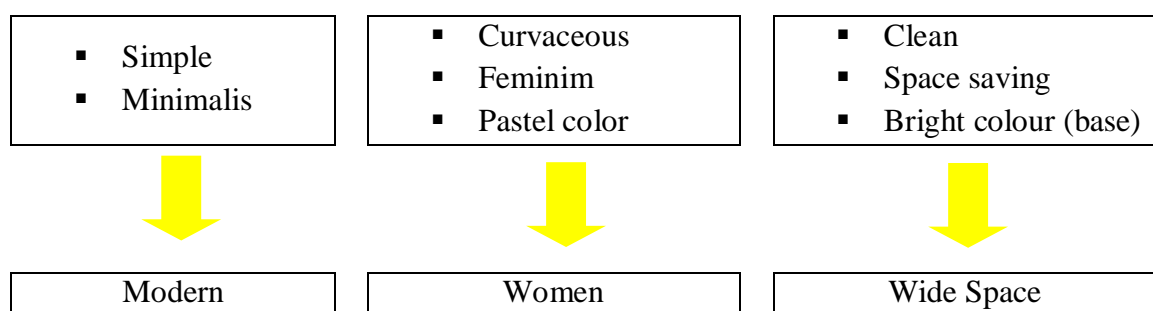 ▪ Simple
▪ Minimalis
▪ Curvaceous
▪ Feminim
▪ Pastel color
▪ Clean
▪ Space saving
▪ Bright colour (base)
Modern
Women
Wide Space